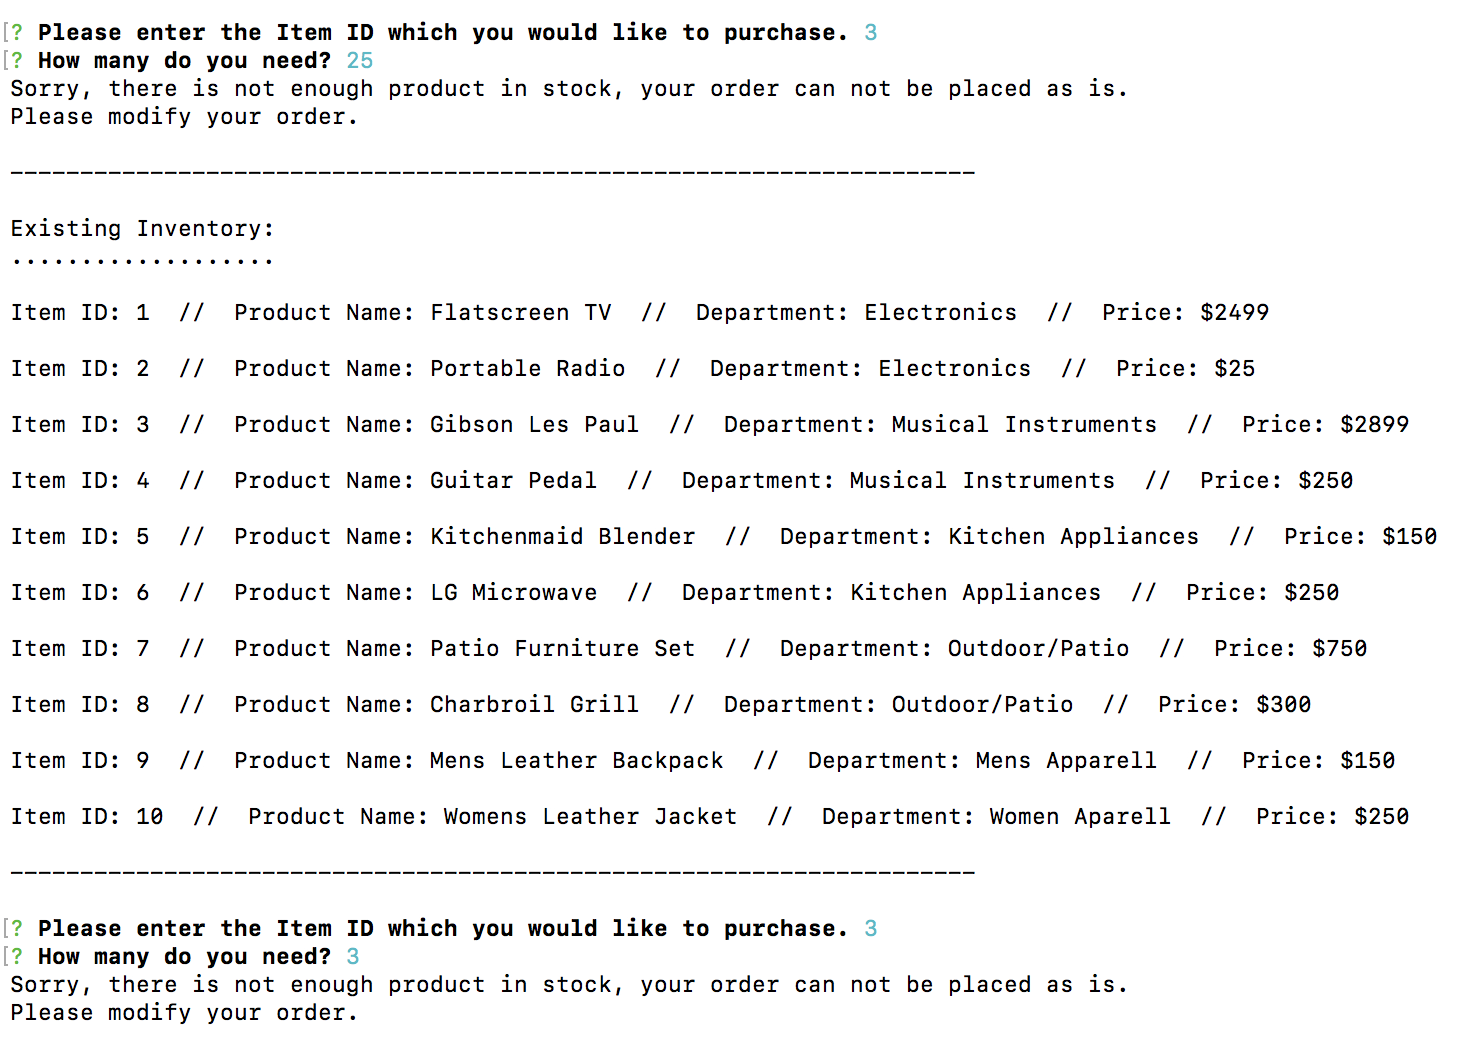 [? Please enter the Item ID which you would like to purchase. 3
[? How many do you need? 25
Sorry, there is not enough product in stock, your order can not be placed as is.
Please modify your order.
_____________________________________________________________________
Existing Inventory:
...................
Item ID: 1  //  Product Name: Flatscreen TV  //  Department: Electronics  //  Price: $2499
Item ID: 2  //  Product Name: Portable Radio  //  Department: Electronics  //  Price: $25
Item ID: 3  //  Product Name: Gibson Les Paul  //  Department: Musical Instruments  //  Price: $2899
Item ID: 4  //  Product Name: Guitar Pedal  //  Department: Musical Instruments  //  Price: $250
Item ID: 5  //  Product Name: Kitchenmaid Blender  //  Department: Kitchen Appliances  //  Price: $150
Item ID: 6  //  Product Name: LG Microwave  //  Department: Kitchen Appliances  //  Price: $250
Item ID: 7  //  Product Name: Patio Furniture Set  //  Department: Outdoor/Patio  //  Price: $750
Item ID: 8  //  Product Name: Charbroil Grill  //  Department: Outdoor/Patio  //  Price: $300
Item ID: 9  //  Product Name: Mens Leather Backpack  //  Department: Mens Apparell  //  Price: $150
Item ID: 10  //  Product Name: Womens Leather Jacket  //  Department: Women Aparell  //  Price: $250
_____________________________________________________________________
[? Please enter the Item ID which you would like to purchase. 3
[? How many do you need? 3
Sorry, there is not enough product in stock, your order can not be placed as is.
Please modify your order.